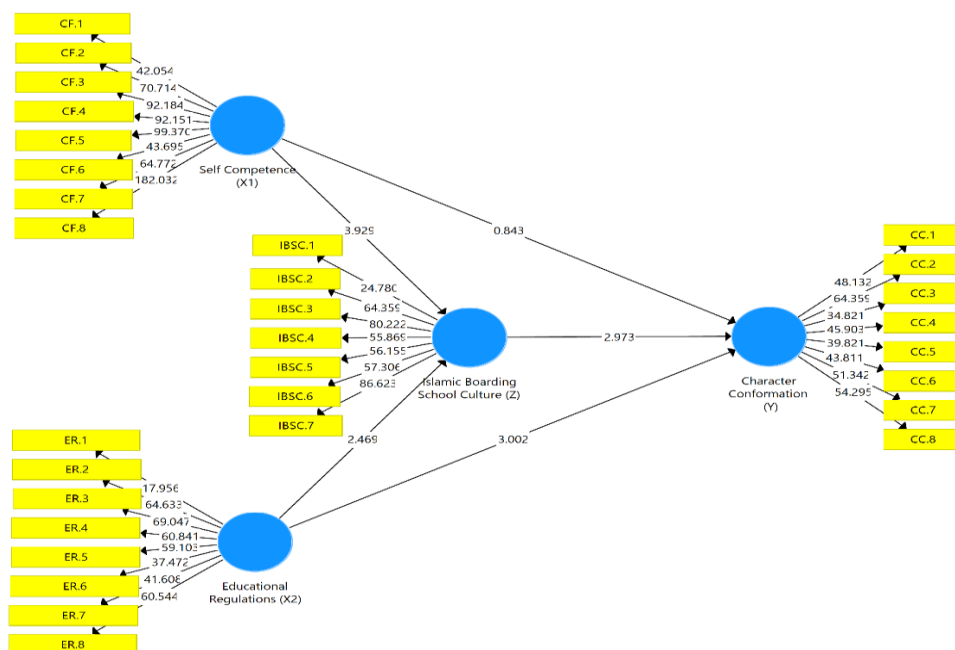 CF.1
CF.2
CF.3
CF.4
CF.5
CF.6
CF.7
CF.8
42.054
70.714
92.184
92.151
99.370
43.695
64.772
182.032
Self Competence
(X1)
3.929
0.843
IBSC.1
IBSC.2
IBSC.3
IBSC.4
IBSC.5
IBSC.6
IBSC.7
24.780
64.359
80.222
55.869
56.155
57.306
86.623
Islamic Boarding
School Culture (Z)
2.973
CC.1
CC.2
CC.3
CC.4
CC.5
CC.6
CC.7
CC.8
48.132
64.359
34.821
45.903
39.821
43.811
51.342
54.295
Character
Conformation
(Y)
2.469
3.002
ER.1
ER.2
ER.3
ER.4
ER.5
ER.6
ER.7
ER.8
17.956
64.633
69.047
60.841
59.103
37.472
41.608
60.544
Educational
Regulations (X2)